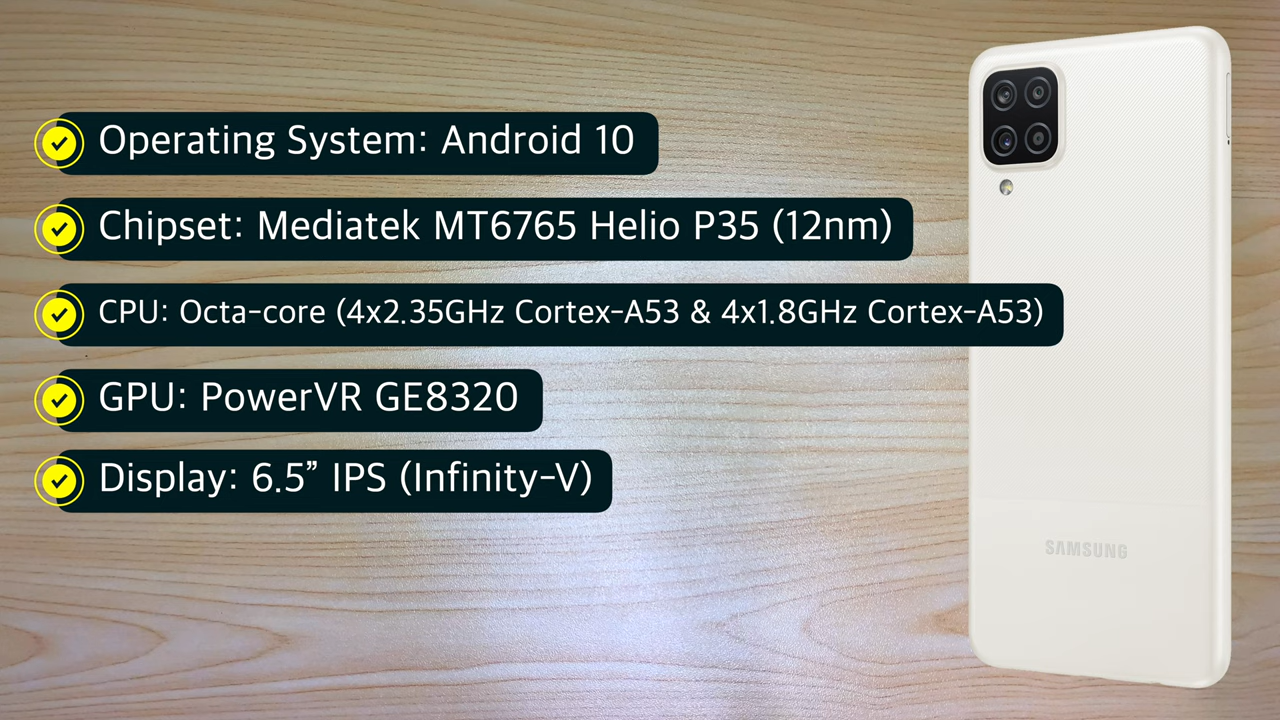 Operating System: Android 10
Chipset: Mediatek MT6765 Helio P35 (12nm)
CPU: Octa-core (4x2.35GHz Cortex-A53 & 4x1.8GHz Cortex-A53)
GPU: PowerVR GE8320
Display: 6.5” IPS (Infinity-V)
SAMSUNG